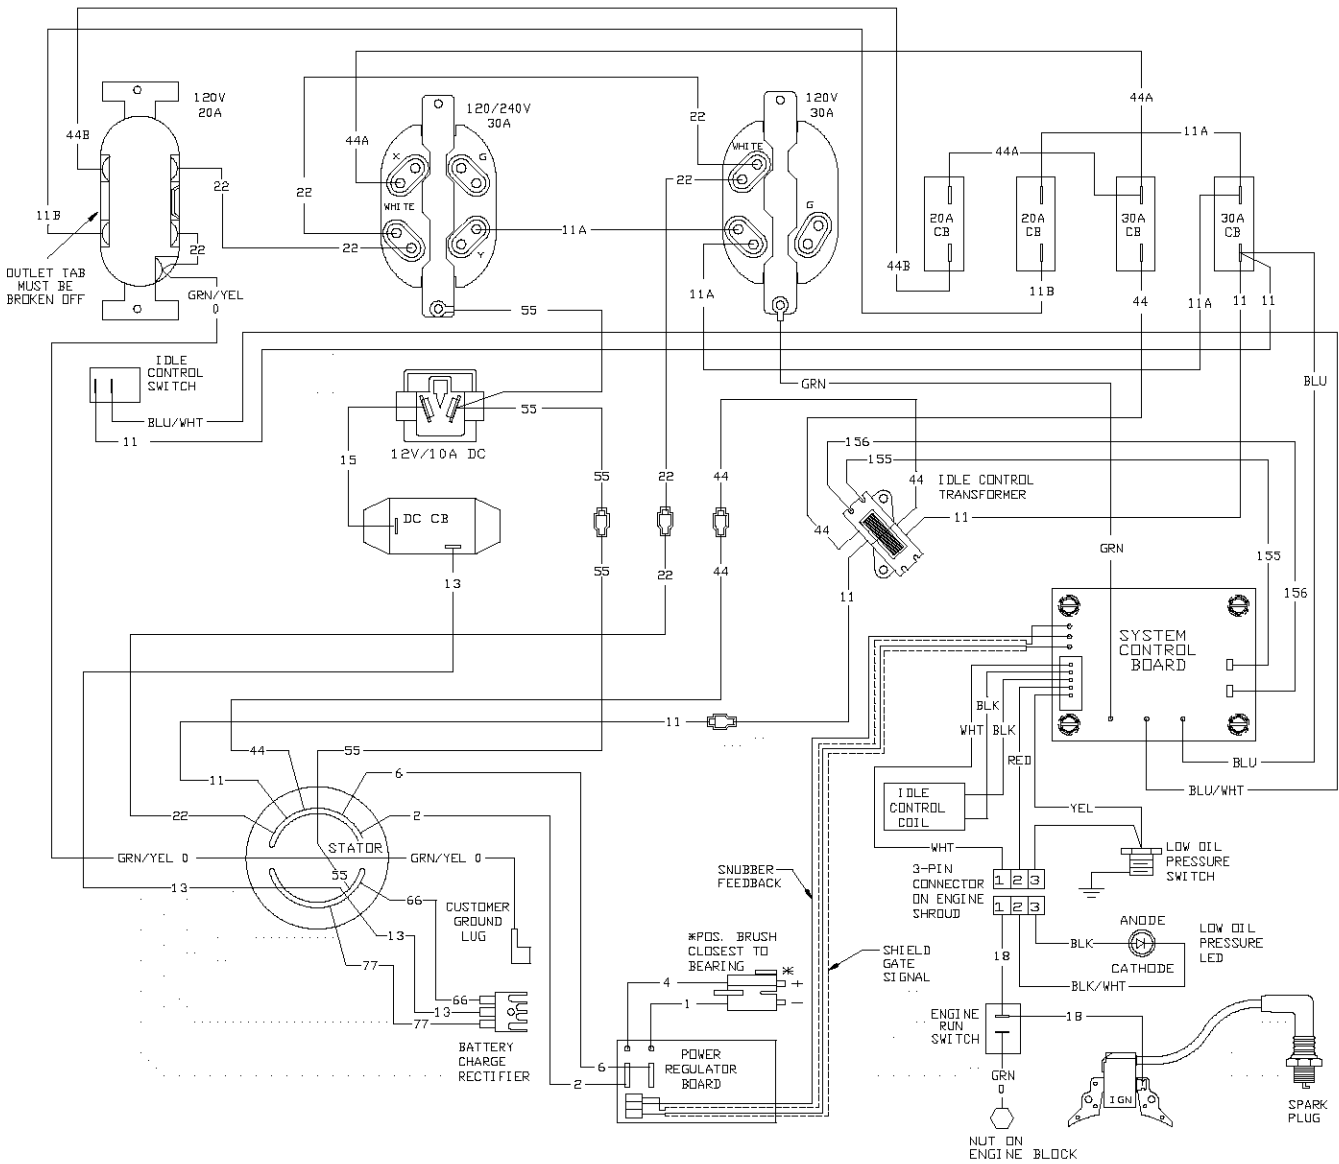 120V
20A
44B
22
11B
22
OUTLET TAB
MUST BE
BROKEN OFF
GRN/YEL
0
120/240V
30A
44A
22
X
G
WHITE
22
Y
11A
55
120V
30A
22
WHITE
22
G
11A
44A
11A
44A
20A
CB
20A
CB
30A
CB
30A
CB
44B
11B
44
11A
11
11
BLU
IDLE
CONTROL
SWITCH
BLU/WHT
11
15
55
12V/10A DC
DC CB
13
55
22
44
55
22
44
GRN
156
155
44
IDLE CONTROL
TRANSFORMER
11
44
11
GRN
155
156
SYSTEM
CONTROL
BOARD
BLK
WHT
BLK
RED
BLU
BLU/WHT
YEL
11
44
55
6
11
22
2
STATOR
GRN/YEL 0
GRN/YEL 0
55
13
66
13
77
CUSTOMER
GROUND
LUG
66
13
77
BATTERY
CHARGE
RECTIFIER
IDLE
CONTROL
COIL
WHT
3-PIN
CONNECTOR
ON ENGINE
SHROUD
1 2 3
1 2 3
LOW OIL
PRESSURE
SWITCH
ANODE
BLK
CATHODE
BLK/WHT
LOW OIL
PRESSURE
LED
SNUBBER
FEEDBACK
*POS. BRUSH
CLOSEST TO
BEARING
*
4
+
1
−
SHIELD
GATE
SIGNAL
18
ENGINE
RUN
SWITCH
18
6
2
POWER
REGULATOR
BOARD
GRN
0
NUT ON
ENGINE BLOCK
IGN
SPARK
PLUG